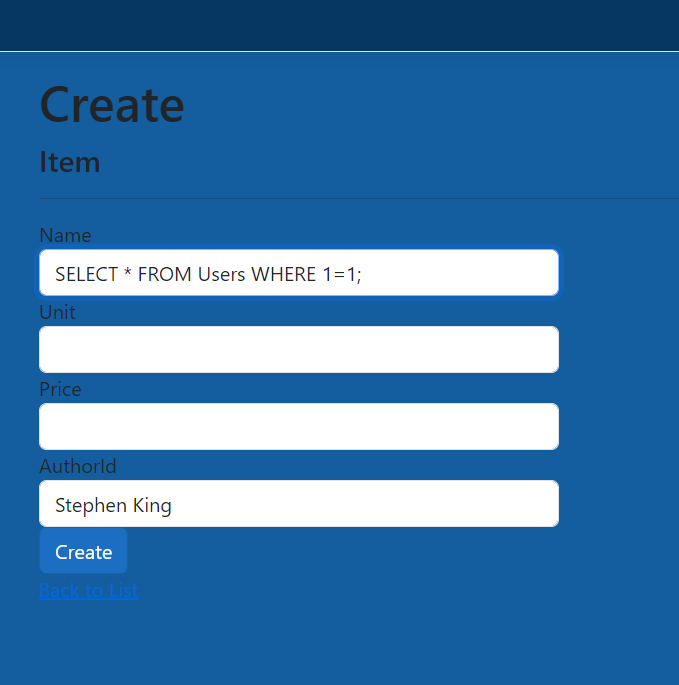 Create
Item
Name
SELECT * FROM Users WHERE 1=1;
Unit
Price
AuthorId
Stephen King
Create
Back to List